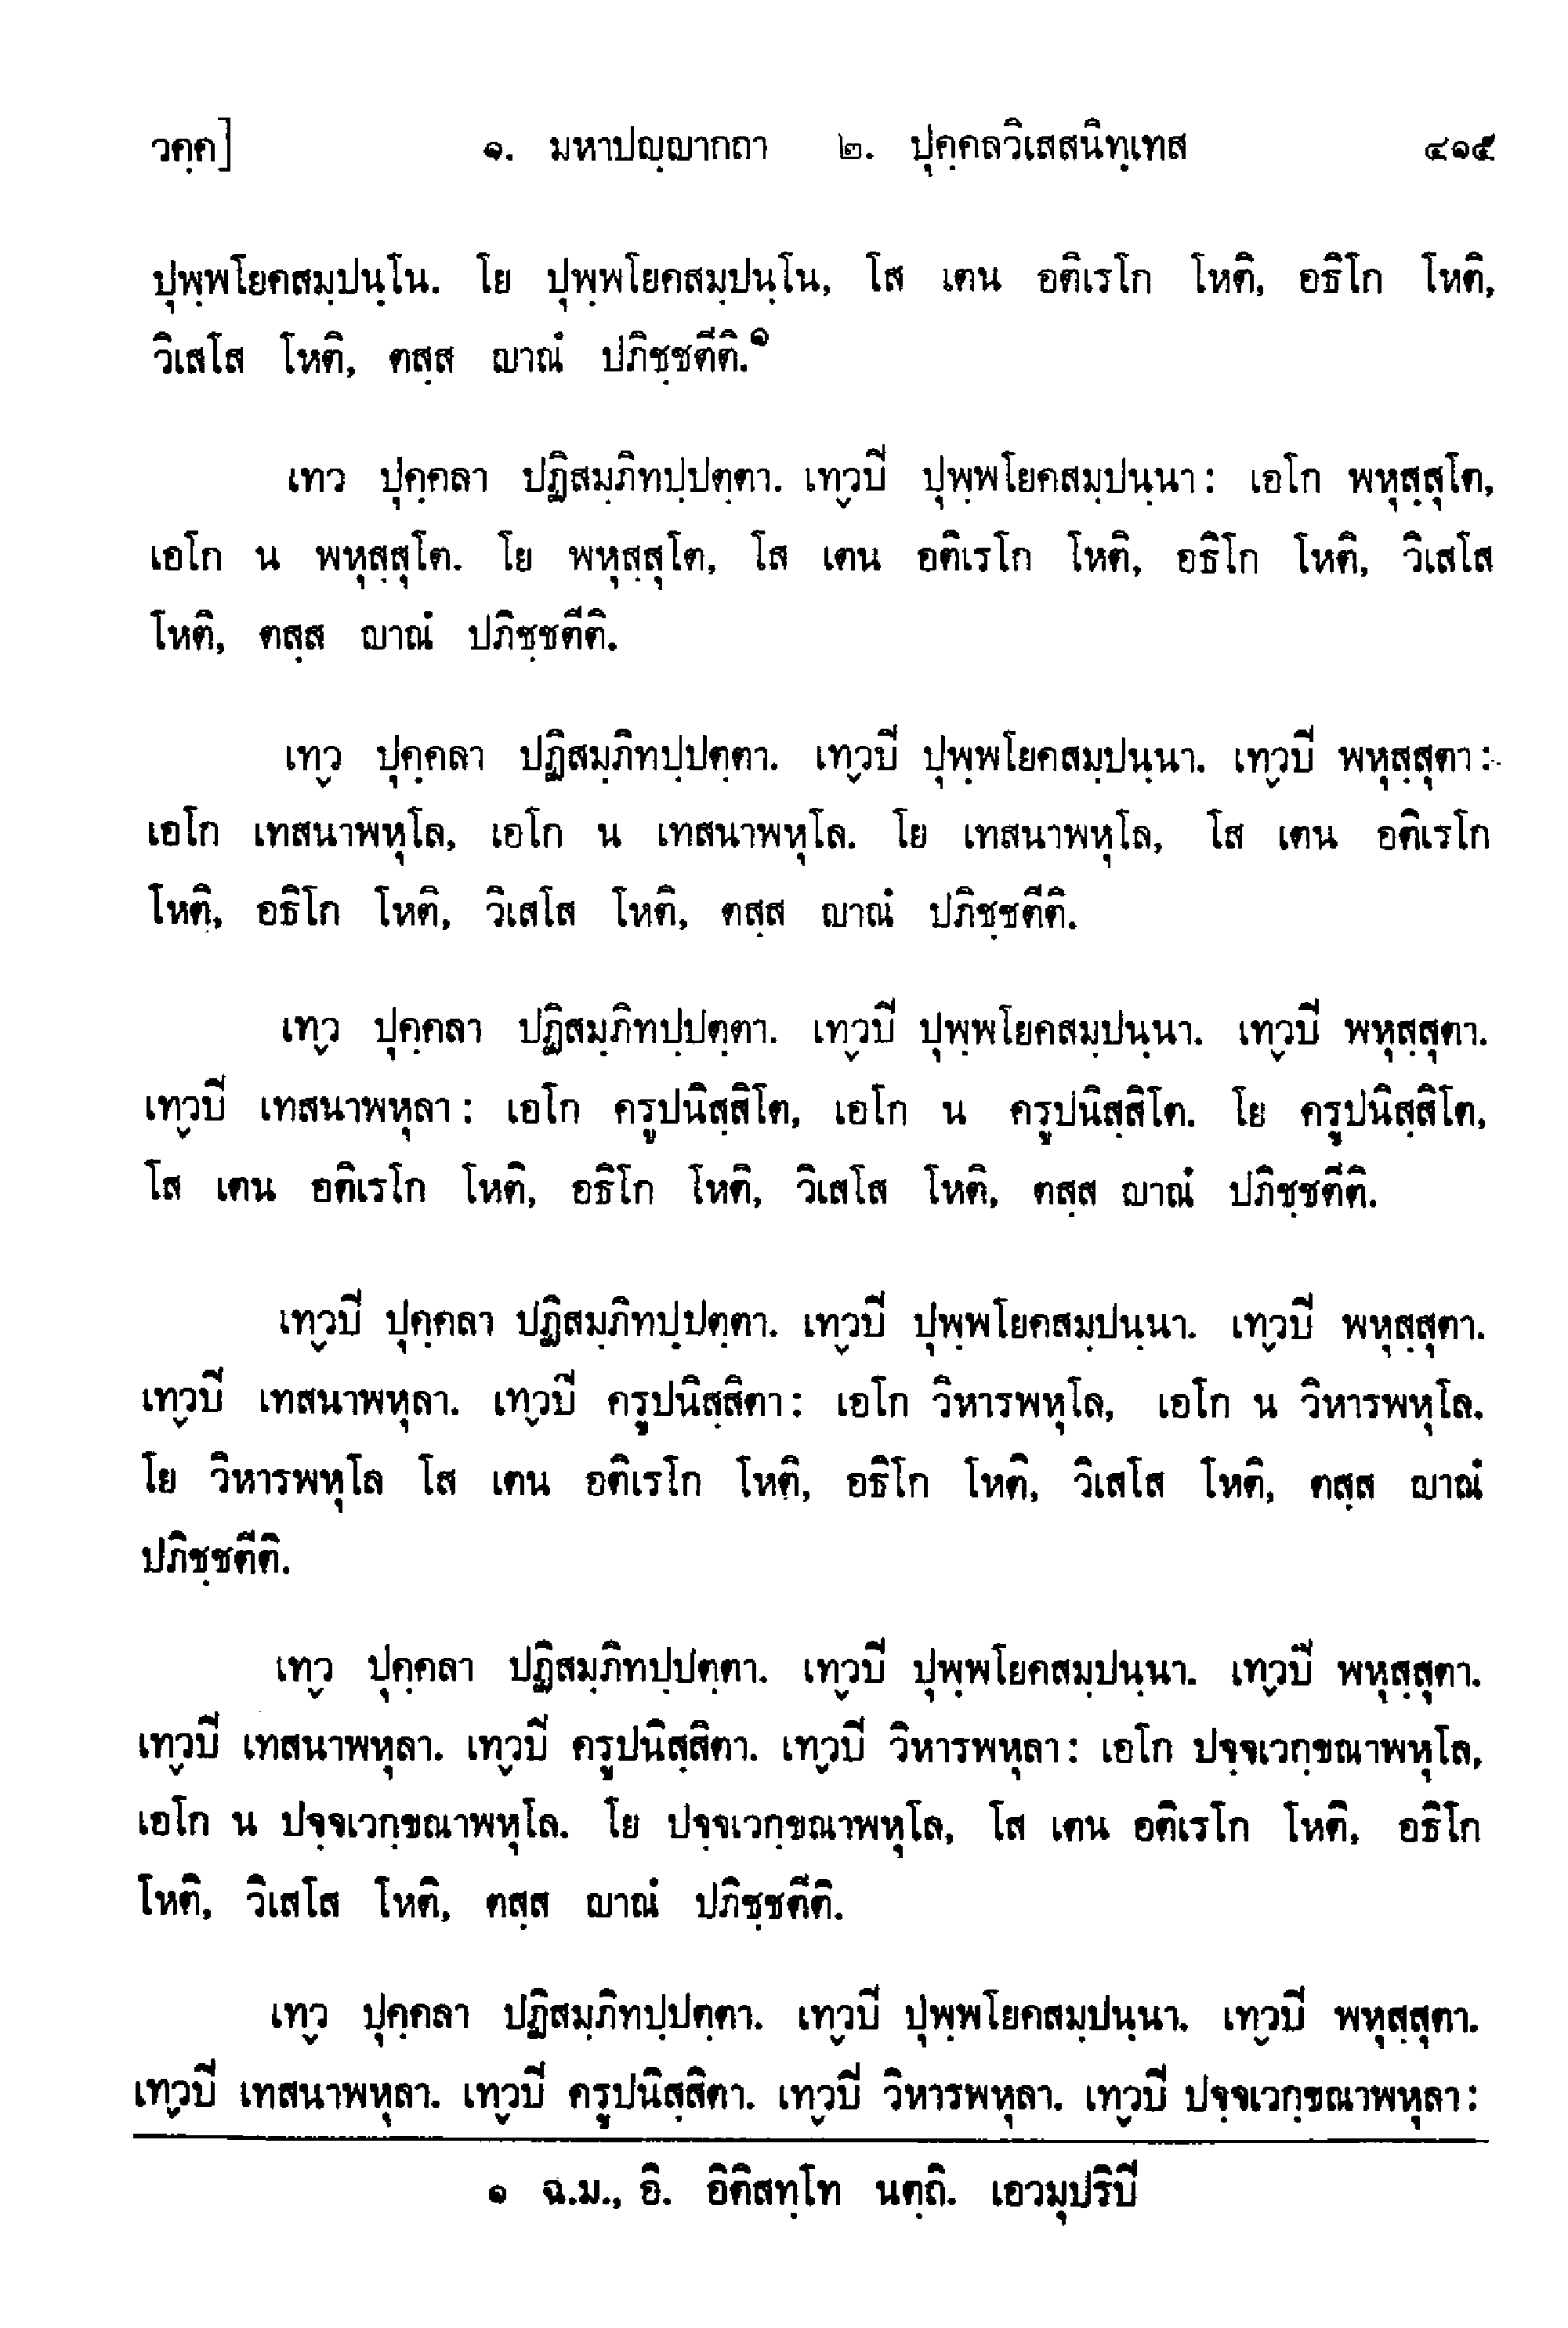 วคฺค] ๑. มหาปญฺญากถา ๒. ปุคฺคลวิเสสนิทฺเทส ๔๑๕
ปุพฺพโยคสมฺปนฺโน. โย ปุพฺพโยคสมฺปนฺโน, โส เตน อติเรโก โหติ, อธิโก โหติ,
วิเสโส โหติ, ตสฺส ญาณํ ปภิชฺชตีติ.๑
เทว ปุคฺคลา ปฏิสมฺภิทปฺปตฺตา. เทฺวปิ ปุพฺพโยคสมฺปนฺนา: เอโก พหุสฺสุโต,
เอโก น พหุสฺสุโต. โย พหุสฺสุโต, โส เตน อติเรโก โหติ, อธิโก โหติ, วิเสโส
โหติ, ตสฺส ญาณํ ปภิชฺชตีติ.
เทฺว ปุคฺคลา ปฏิสมฺภิทปฺปตฺตา. เทฺวปิ ปุพฺพโยคสมฺปนฺนา. เทฺวปิ พหุสฺสุตา:
เอโก เทสนาพหุโล, เอโก น เทสนาพหุโล. โย เทสนาพหุโล, โส เตน อติเรโก
โหติ, อธิโก โหติ, วิเสโส โหติ, ตสฺส ญาณํ ปภิชฺชตีติ.
เทฺว ปุคฺคลา ปฏิสมฺภิทปฺปตฺตา. เทฺวปิ ปุพฺพโยคสมฺปนฺนา. เทฺวปิ พหุสฺสุตา.
เทฺวปิ เทสนาพหุลา: เอโก ครูปนิสฺสิโต, เอโก น ครูปนิสฺสิโต. โย ครูปนิสฺสิโต,
โส เตน อติเรโก โหติ, อธิโก โหติ, วิเสโส โหติ, ตสฺส ญาณํ ปภิชฺชตีติ.
เทฺวปิ ปุคฺคลา ปฏิสมฺภิทปฺปตฺตา. เทฺวปิ ปุพฺพโยคสมฺปนฺนา. เทฺวปิ พหุสฺสุตา.
เทฺวปิ เทสนาพหุลา. เทฺวปิ ครูปนิสฺสิตา: เอโก วิหารพหุโล, เอโก น วิหารพหุโล.
โย วิหารพหุโล โส เตน อติเรโก โหติ, อธิโก โหติ, วิเสโส โหติ, ตสฺส ญาณํ
ปภิชฺชตีติ.
เทฺว ปุคฺคลา ปฏิสมฺภิทปฺปตฺตา. เทฺวปิ ปุพฺพโยคสมฺปนฺนา. เทฺวปิ พหุสฺสุตา.
เทฺวปิ เทสนาพหุลา. เทฺวปิ ครูปนิสฺสิตา. เทฺวปิ วิหารพหุลา: เอโก ปจฺจเวกฺขณาพหุโล,
เอโก น ปจฺจเวกฺขณาพหุโล. โย ปจฺจเวกฺขณาพหุโล, โส เตน อติเรโก โหติ, อธิโก
โหติ, วิเสโส โหติ, ตสฺส ญาณํ ปภิชฺชตีติ.
เทฺว ปุคฺคลา ปฏิสมฺภิทปฺปตฺตา. เทฺวปิ ปุพฺพโยคสมฺปนฺนา. เทฺวปิ พหุสฺสุตา.
เทฺวปิ เทสนาพหุลา. เทฺวปิ ครูปนิสฺสิตา. เทฺวปิ วิหารพหุลา. เทฺวปิ ปจฺจเวกฺขณาพหุลา:
๑ ฉ.ม., อิ. อิติสทฺโท นตฺถิ. เอวมุปริปิ